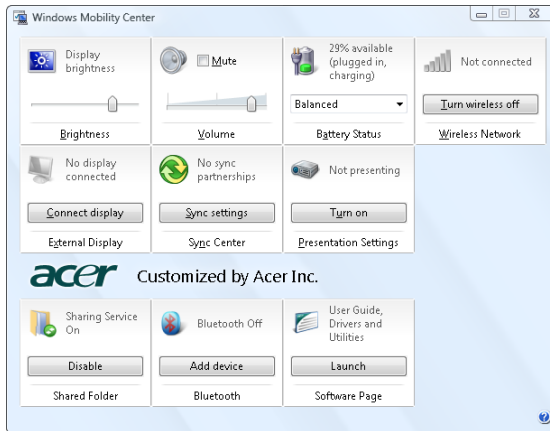 Windows Mobility Center
Display
brightness
Brightness
Mute
Volume
29% available
(plugged in,
charging)
Balanced
Battery Status
Not connected
Turn wireless off
Wireless Network
No display
connected
Connect display
External Display
No sync
partnerships
Sync settings
Sync Center
Not presenting
Turn on
Presentation Settings
acer Customized by Acer Inc.
Sharing Service
On
Disable
Shared Folder
Bluetooth Off
Add device
Bluetooth
User Guide,
Drivers and
Utilities
Launch
Software Page
?